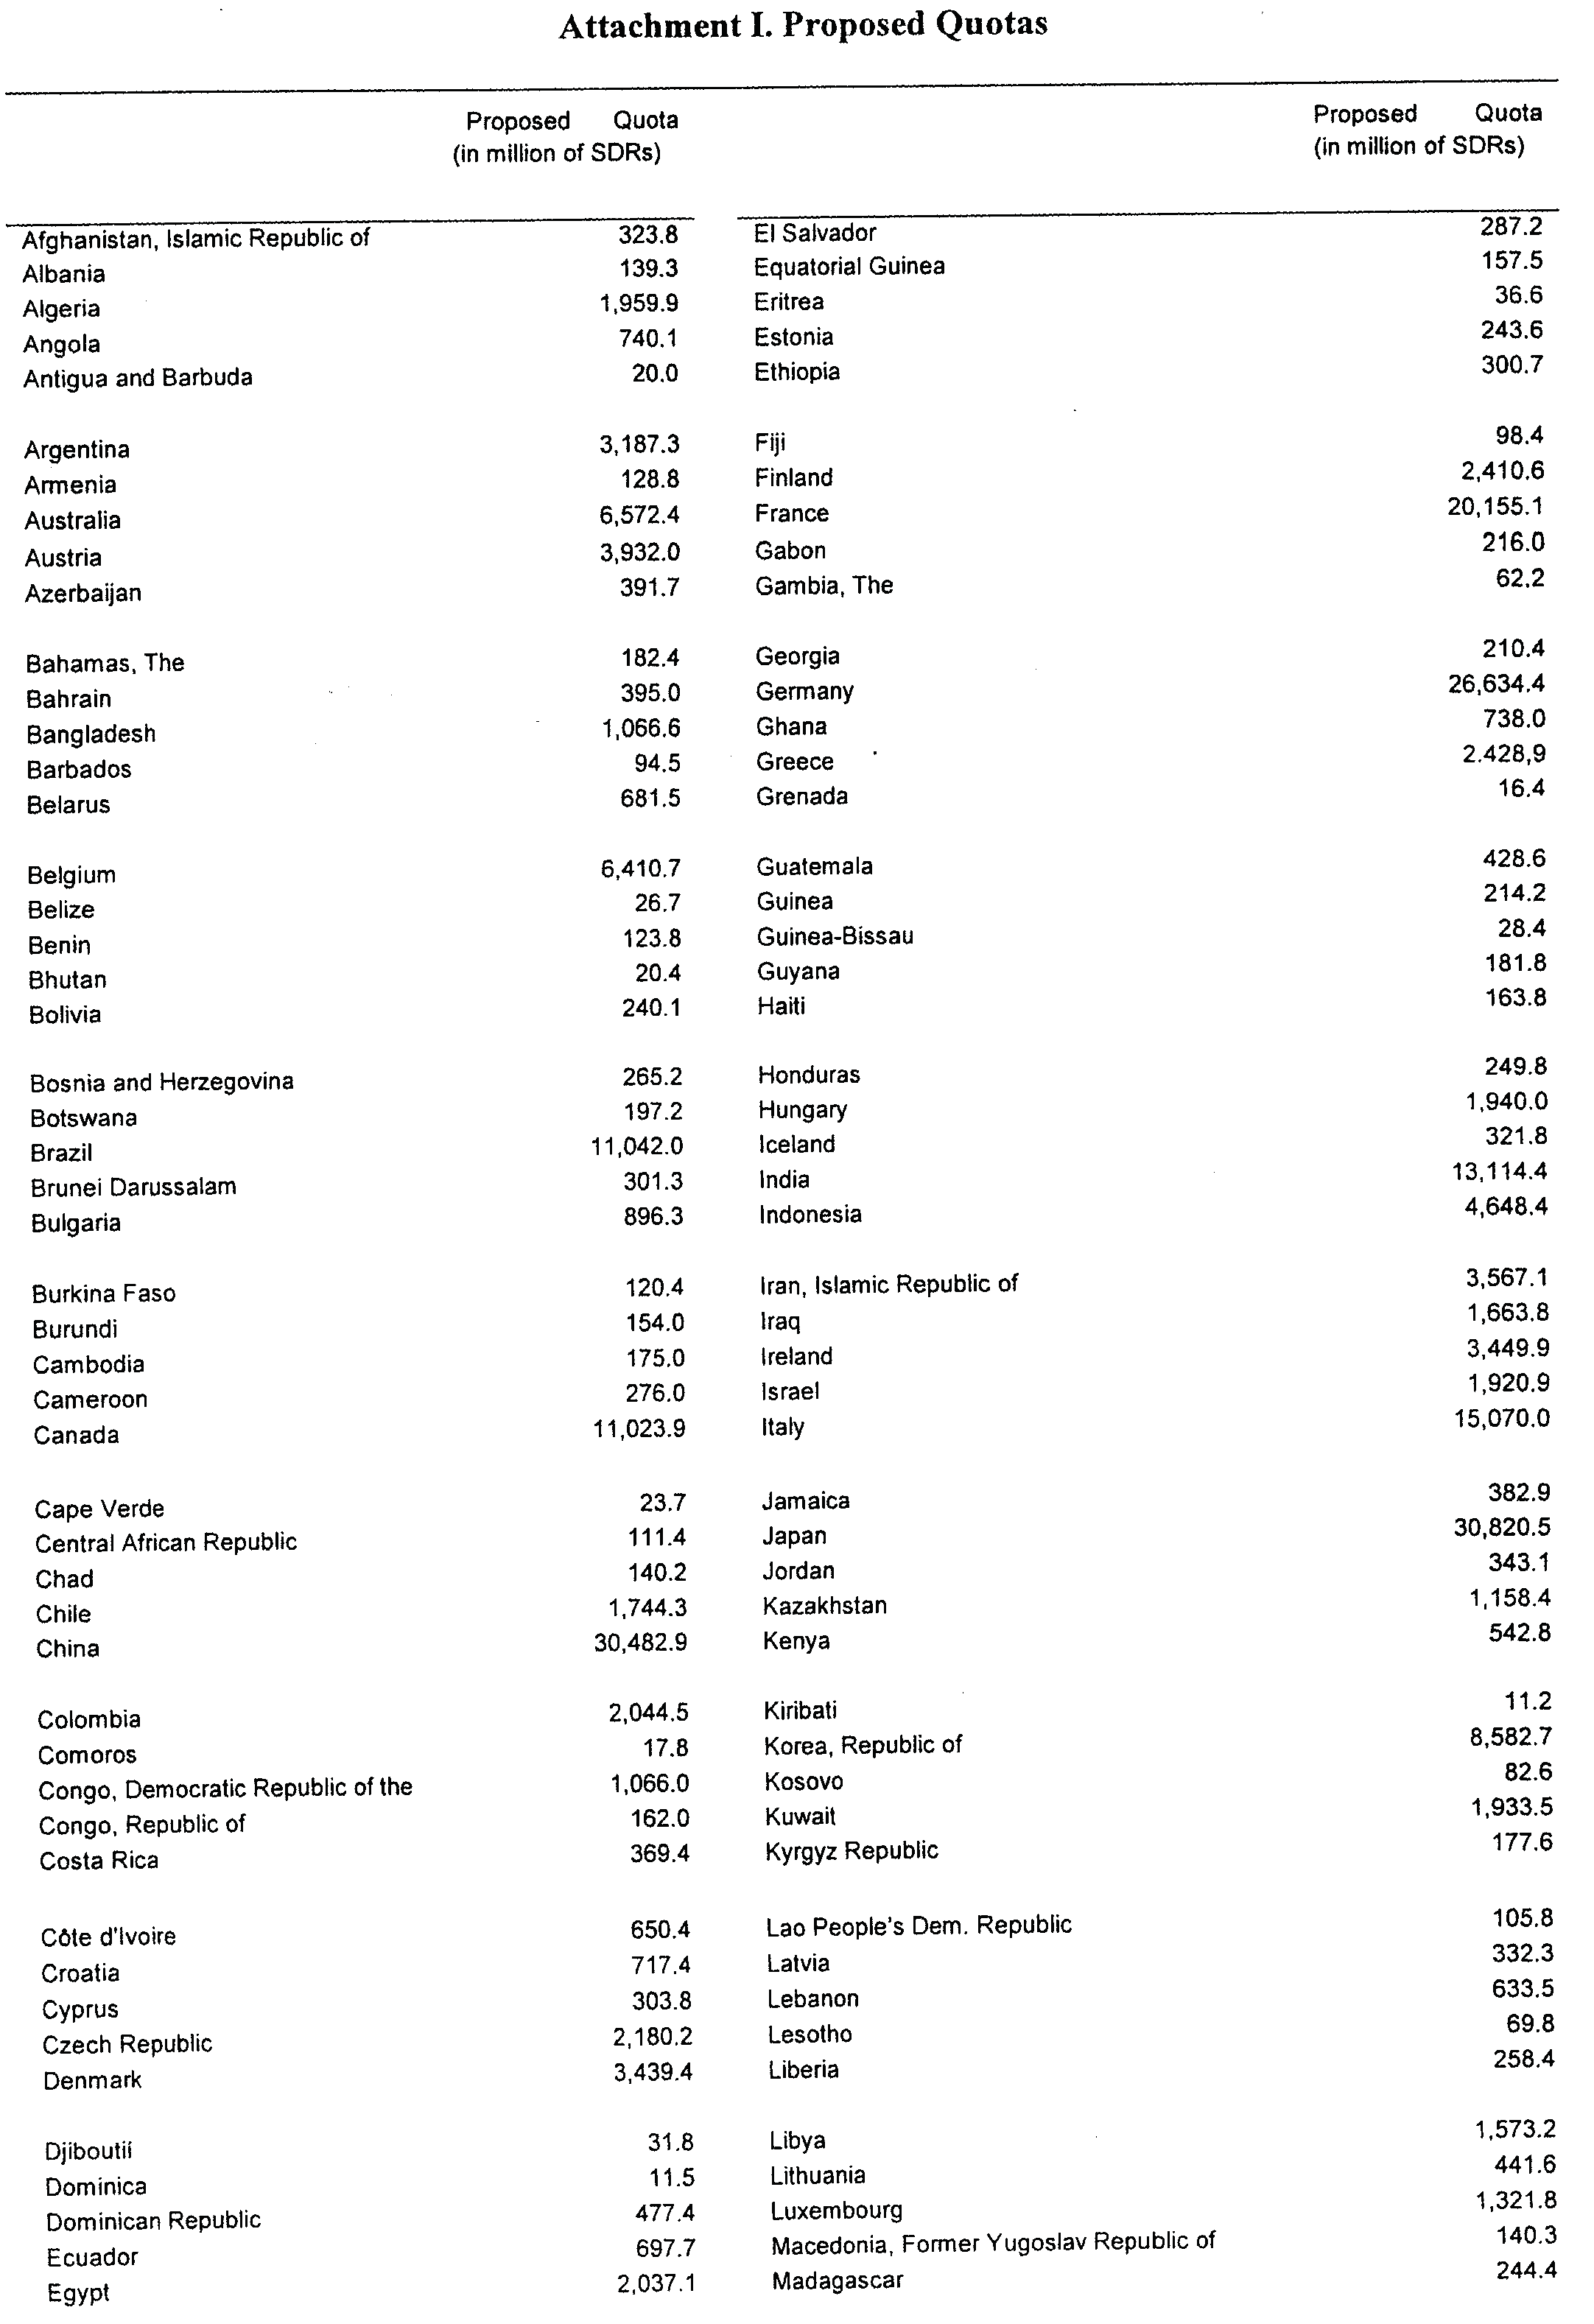 Attachment I. Proposed Quotas
Proposed Quota
(in million of SDRs)
Afghanistan, Islamic Republic of 323.8
Albania 139.3
Algeria 1,959.9
Angola 740.1
Antigua and Barbuda 20.0
Argentina 3,187.3
Armenia 128.8
Australia 6,572.4
Austria 3,932.0
Azerbaijan 391.7
Bahamas, The 182.4
Bahrain 395.0
Bangladesh 1,066.6
Barbados 94.5
Belarus 681.5
Belgium 6,410.7
Belize 26.7
Benin 123.8
Bhutan 20.4
Bolivia 240.1
Bosnia and Herzegovina 265.2
Botswana 197.2
Brazil 11,042.0
Brunei Darussalam 301.3
Bulgaria 896.3
Burkina Faso 120.4
Burundi 154.0
Cambodia 175.0
Cameroon 276.0
Canada 11,023.9
Cape Verde 23.7
Central African Republic 111.4
Chad 140.2
Chile 1,744.3
China 30,482.9
Colombia 2,044.5
Comoros 17.8
Congo, Democratic Republic of the 1,066.0
Congo, Republic of 162.0
Costa Rica 369.4
Côte d'Ivoire 650.4
Croatia 717.4
Cyprus 303.8
Czech Republic 2,180.2
Denmark 3,439.4
Djiboutii 31.8
Dominica 11.5
Dominican Republic 477.4
Ecuador 697.7
Egypt 2,037.1
Proposed Quota
(in million of SDRs)
El Salvador 287.2
Equatorial Guinea 157.5
Eritrea 36.6
Estonia 243.6
Ethiopia 300.7
Fiji 98.4
Finland 2,410.6
France 20,155.1
Gabon 216.0
Gambia, The 62.2
Georgia 210.4
Germany 26,634.4
Ghana 738.0
Greece 2.428,9
Grenada 16.4
Guatemala 428.6
Guinea 214.2
Guinea-Bissau 28.4
Guyana 181.8
Haiti 163.8
Honduras 249.8
Hungary 1,940.0
Iceland 321.8
India 13,114.4
Indonesia 4,648.4
Iran, Islamic Republic of 3,567.1
Iraq 1,663.8
Ireland 3,449.9
Israel 1,920.9
Italy 15,070.0
Jamaica 382.9
Japan 30,820.5
Jordan 343.1
Kazakhstan 1,158.4
Kenya 542.8
Kiribati 11.2
Korea, Republic of 8,582.7
Kosovo 82.6
Kuwait 1,933.5
Kyrgyz Republic 177.6
Lao People's Dem. Republic 105.8
Latvia 332.3
Lebanon 633.5
Lesotho 69.8
Liberia 258.4
Libya 1,573.2
Lithuania 441.6
Luxembourg 1,321.8
Macedonia, Former Yugoslav Republic of 140.3
Madagascar 244.4